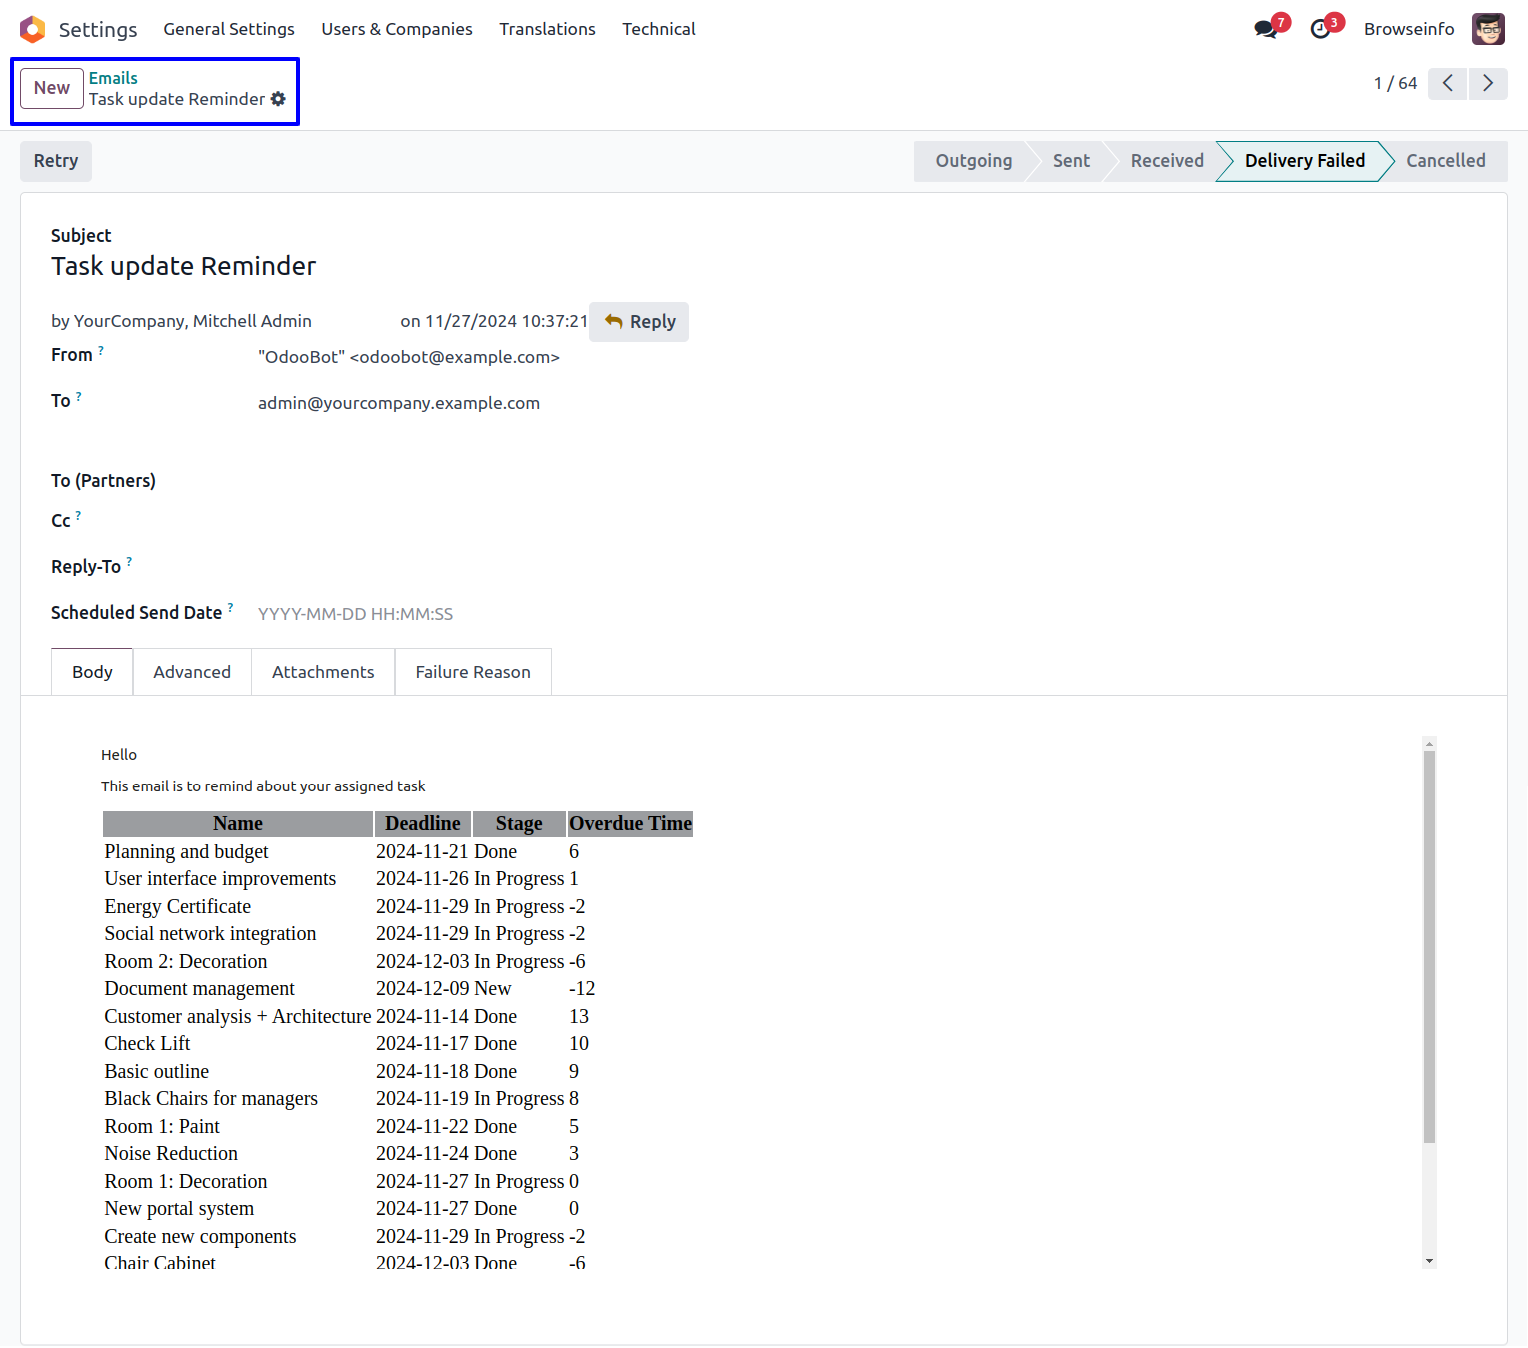 Settings General Settings Users & Companies Translations Technical 7 3 Browseinfo
New Emails
Task update Reminder
1 / 64
Retry Outgoing Sent Received Delivery Failed Cancelled
Subject
Task update Reminder
by YourCompany, Mitchell Admin on 11/27/2024 10:37:21 Reply
From ? "OdooBot" <odoobot@example.com>
To ? admin@yourcompany.example.com
To (Partners)
Cc ?
Reply-To ?
Scheduled Send Date ? YYYY-MM-DD HH:MM:SS
Body Advanced Attachments Failure Reason
Hello
This email is to remind about your assigned task
Name Deadline Stage Overdue Time
Planning and budget 2024-11-21 Done 6
User interface improvements 2024-11-26 In Progress 1
Energy Certificate 2024-11-29 In Progress -2
Social network integration 2024-11-29 In Progress -2
Room 2: Decoration 2024-12-03 In Progress -6
Document management 2024-12-09 New -12
Customer analysis + Architecture 2024-11-14 Done 13
Check Lift 2024-11-17 Done 10
Basic outline 2024-11-18 Done 9
Black Chairs for managers 2024-11-19 In Progress 8
Room 1: Paint 2024-11-22 Done 5
Noise Reduction 2024-11-24 Done 3
Room 1: Decoration 2024-11-27 In Progress 0
New portal system 2024-11-27 Done 0
Create new components 2024-11-29 In Progress -2
Chair Cabinet 2024-12-03 Done -6